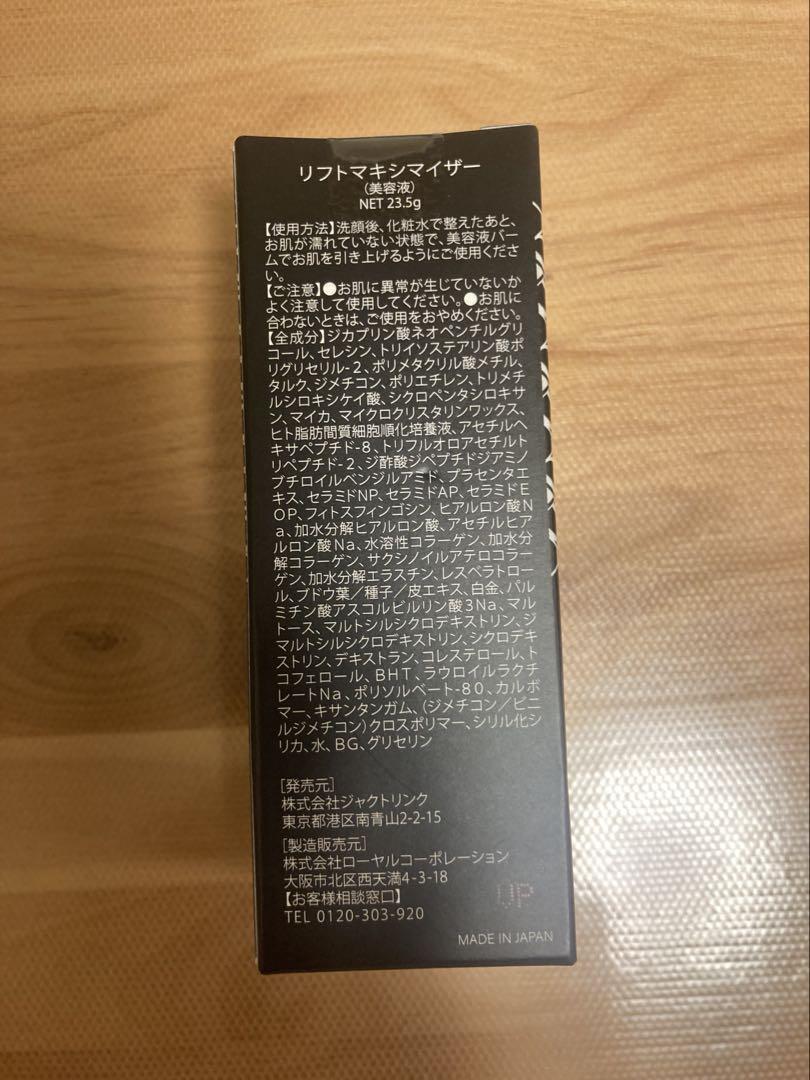 リフトマキシマイザー
（美容液）
NET 23.5g
【使用方法】洗顔後、化粧水で整えたあと、
お肌が濡れていない状態で、美容液バー
ムでお肌を引き上げるようにご使用くださ
い。
【ご注意】●お肌に異常が生じていないか
よく注意して使用してください。●お肌に
合わないときは、ご使用をおやめください。
【全成分】ジカプリン酸ネオペンチルグリ
コール、セレシン、トリイソステアリン酸ポ
リグリセリル-2、ポリメタクリル酸メチル、
タルク、ジメチコン、ポリエチレン、トリメチ
ルシロキシケイ酸、シクロペンタシロキサ
ン、マイカ、マイクロクリスタリンワックス、
ヒト脂肪間質細胞順化培養液、アセチルヘ
キサペプチド-8、トリフルオロアセチルト
リペプチド-2、ジ酢酸ジペプチドジアミノ
ブチロイルベンジルアミド、プラセンタエ
キス、セラミドNP、セラミドAP、セラミドE
OP、フィトスフィンゴシン、ヒアルロン酸N
a、加水分解ヒアルロン酸、アセチルヒア
ルロン酸Na、水溶性コラーゲン、加水分
解コラーゲン、サクシノイルアテロコラー
ゲン、加水分解エラスチン、レスベラトロー
ル、ブドウ葉／種子／皮エキス、白金、パル
ミチン酸アスコルビルリン酸3Na、マル
トース、マルトシルシクロデキストリン、ジ
マルトシルシクロデキストリン、シクロデキ
ストリン、デキストラン、コレステロール、ト
コフェロール、BHT、ラウロイルラクチ
レートNa、ポリソルベート-80、カルボ
マー、キサンタンガム、（ジメチコン／ビニ
ルジメチコン）クロスポリマー、シリル化シ
リカ、水、BG、グリセリン
［発売元］
株式会社ジャクトリンク
東京都港区南青山2-2-15
［製造販売元］
株式会社ローヤルコーポレーション
大阪市北区西天満4-3-18
【お客様相談窓口】
TEL 0120-303-920
UP
MADE IN JAPAN